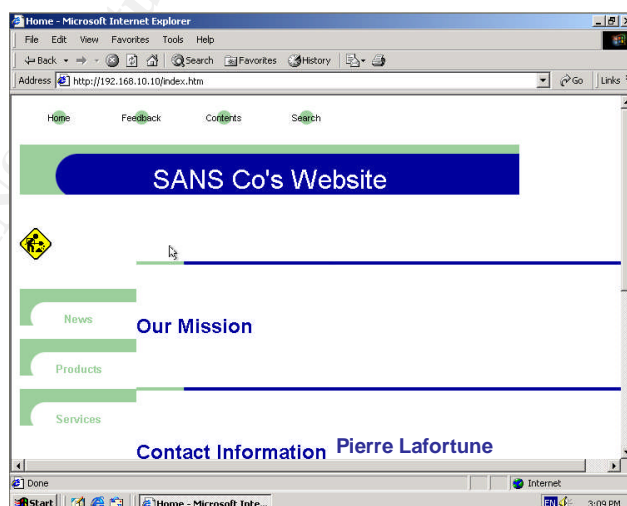 Home - Microsoft Internet Explorer
File Edit View Favorites Tools Help
Back Search Favorites History
Address http://192.168.10.10/index.htm Go Links
Home Feedback Contents Search
SANS Co's Website
News
Our Mission
Products
Services
Contact Information Pierre Lafortune
Done Internet
Start Home - Microsoft Inte... EN 3:09 PM